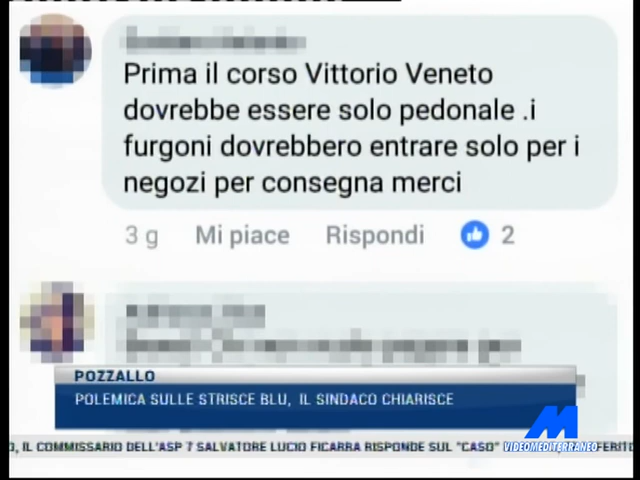 Prima il corso Vittorio Veneto
dovrebbe essere solo pedonale .i
furgoni dovrebbero entrare solo per i
negozi per consegna merci
3 g Mi piace Rispondi 2
POZZALLO
POLEMICA SULLE STRISCE BLU, IL SINDACO CHIARISCE
O, IL COMMISSARIO DELL'ASP 7 SALVATORE LUCIO FICARRA RISPONDE SUL "CASO"
VIDEOMEDITERRANEO